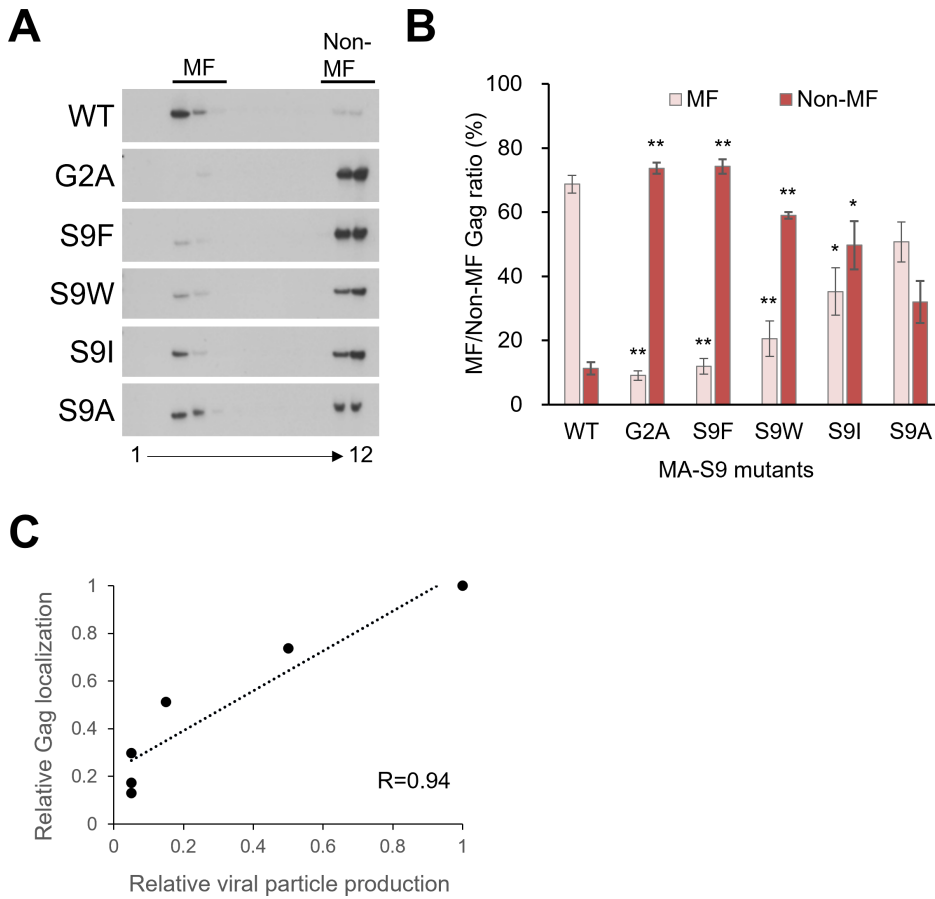 A
MF
Non-
MF
WT
G2A
S9F
S9W
S9I
S9A
1
12
B
MF/Non-MF Gag ratio (%)
100
80
60
40
20
0
MF
Non-MF
**
**
**
**
**
**
*
*
WT
G2A
S9F
S9W
S9I
S9A
MA-S9 mutants
C
Relative Gag localization
1
0.8
0.6
0.4
0.2
0
R=0.94
0
0.2
0.4
0.6
0.8
1
Relative viral particle production